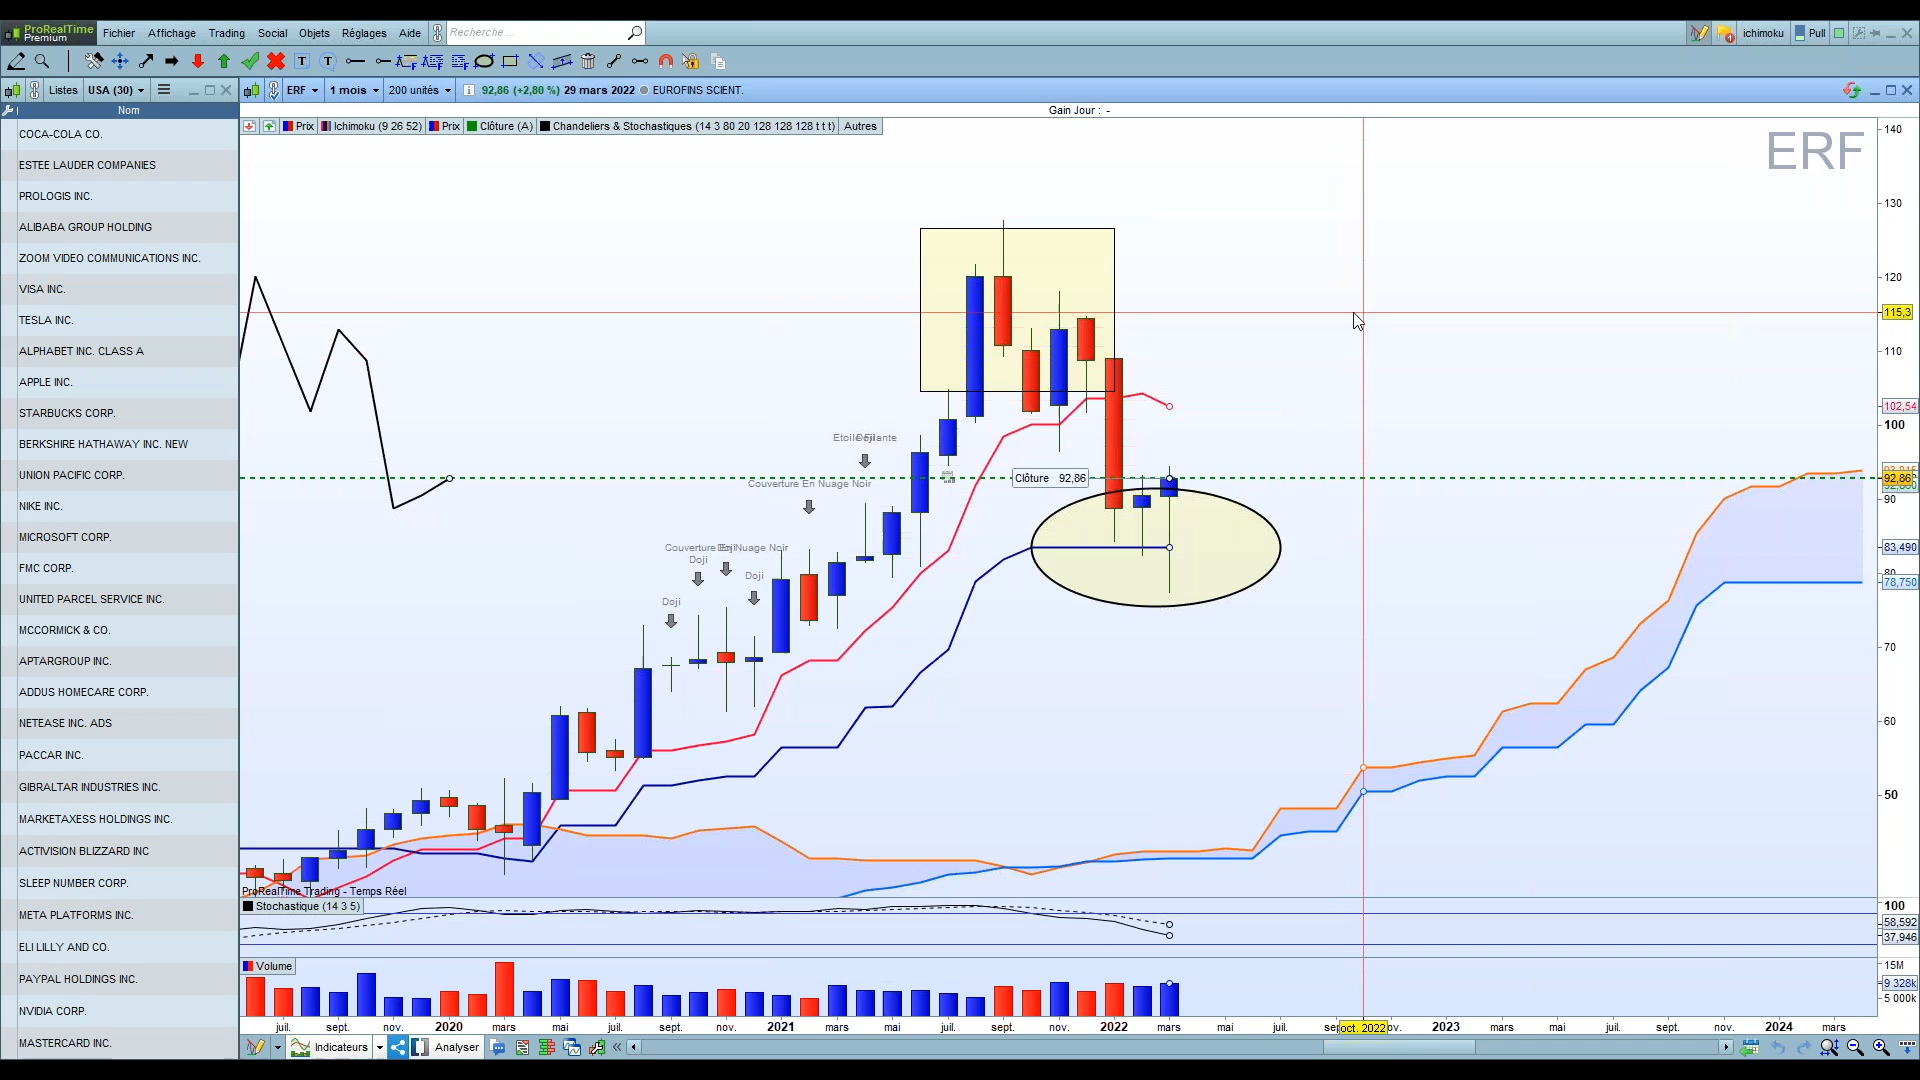 ProRealTime Premium
Fichier Affichage Trading Social Objets Réglages Aide Recherche ... ichimoku Pull
Listes USA (30)
ERF 1 mois 200 unités 92,86 (+2,80 %) 29 mars 2022 EUROFINS SCIENT.
Nom
Gain Jour : -
Prix Ichimoku (9 26 52) Prix Clôture (A) Chandeliers & Stochastiques (14 3 80 20 128 128 128 t t t) Autres
ERF
COCA-COLA CO.
ESTEE LAUDER COMPANIES
PROLOGIS INC.
ALIBABA GROUP HOLDING
ZOOM VIDEO COMMUNICATIONS INC.
VISA INC.
TESLA INC.
ALPHABET INC. CLASS A
APPLE INC.
STARBUCKS CORP.
BERKSHIRE HATHAWAY INC. NEW
UNION PACIFIC CORP.
NIKE INC.
MICROSOFT CORP.
FMC CORP.
UNITED PARCEL SERVICE INC.
MCCORMICK & CO.
APTARGROUP INC.
ADDUS HOMECARE CORP.
NETEASE INC. ADS
PACCAR INC.
GIBRALTAR INDUSTRIES INC.
MARKETAXESS HOLDINGS INC.
ACTIVISION BLIZZARD INC
SLEEP NUMBER CORP.
META PLATFORMS INC.
ELI LILLY AND CO.
PAYPAL HOLDINGS INC.
NVIDIA CORP.
MASTERCARD INC.
Etoile Filante
Couverture En Nuage Noir
Couverture En Nuage Noir
Doji
Doji
Doji
Clôture 92,86
140
130
120
115,3
110
102,54
100
92,86
90
83,490
80
78,750
70
60
50
ProRealTime Trading - Temps Réel
Stochastique (14 3 5)
100
58,592
37,946
Volume
15M
9 328k
5 000k
juil. sept. nov. 2020 mars mai juil. sept. nov. 2021 mars mai juil. sept. nov. 2022 mars mai juil. oct. 2022 2023 mars mai juil. sept. nov. 2024 mars
Indicateurs Analyser